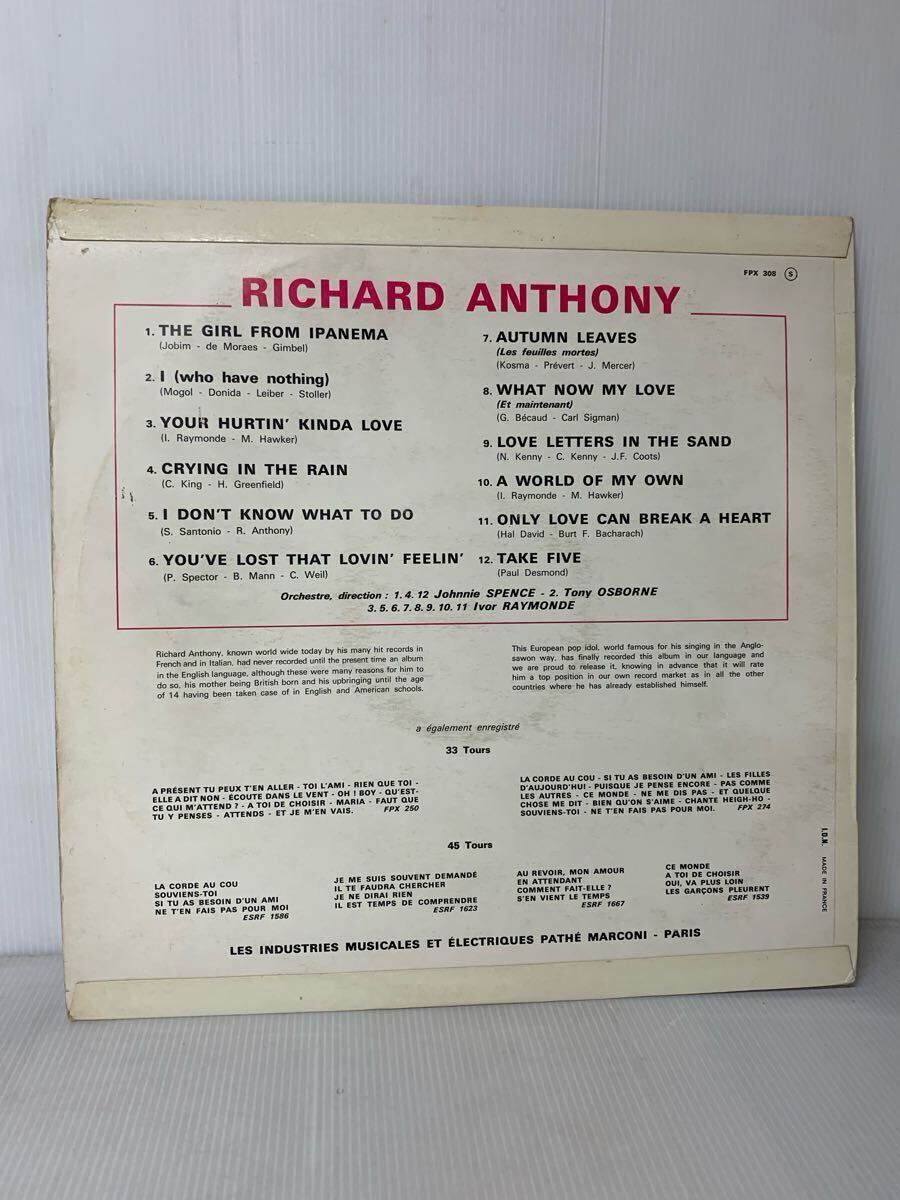 FPX 308 S
RICHARD ANTHONY
1. THE GIRL FROM IPANEMA
(Jobim - de Moraes - Gimbel)
2. I (who have nothing)
(Mogol - Donida - Leiber - Stoller)
3. YOUR HURTIN' KINDA LOVE
(I. Raymonde - M. Hawker)
4. CRYING IN THE RAIN
(C. King - H. Greenfield)
5. I DON'T KNOW WHAT TO DO
(S. Santonio - R. Anthony)
6. YOU'VE LOST THAT LOVIN' FEELIN'
(P. Spector - B. Mann - C. Weil)
7. AUTUMN LEAVES
(Les feuilles mortes)
(Kosma - Prévert - J. Mercer)
8. WHAT NOW MY LOVE
(Et maintenant)
(G. Bécaud - Carl Sigman)
9. LOVE LETTERS IN THE SAND
(N. Kenny - C. Kenny - J.F. Coots)
10. A WORLD OF MY OWN
(I. Raymonde - M. Hawker)
11. ONLY LOVE CAN BREAK A HEART
(Hal David - Burt F. Bacharach)
12. TAKE FIVE
(Paul Desmond)
Orchestre, direction : 1. 4. 12 Johnnie SPENCE - 2. Tony OSBORNE
3. 5. 6. 7. 8. 9. 10. 11 Ivor RAYMONDE
Richard Anthony, known world wide today by his many hit records in
French and in Italian, had never recorded until the present time an album
in the English language, although these were many reasons for him to
do so, his mother being British born and his upbringing until the age
of 14 having been taken case of in English and American schools.
This European pop idol, world famous for his singing in the Anglo-
sawon way, has finally recorded this album in our language and
we are proud to release it, knowing in advance that it will rate
him a top position in our own record market as in all the other
countries where he has already established himself.
a également enregistré
33 Tours
A PRÉSENT TU PEUX T'EN ALLER - TOI L'AMI - RIEN QUE TOI -
ELLE A DIT NON - ÉCOUTE DANS LE VENT - OH ! BOY - QU'EST-
CE QUI M'ATTEND ? - A TOI DE CHOISIR - MARIA - FAUT QUE
TU Y PENSES - ATTENDS - ET JE M'EN VAIS. FPX 250
LA CORDE AU COU - SI TU AS BESOIN D'UN AMI - LES FILLES
D'AUJOURD'HUI - PUISQUE JE PENSE ENCORE - PAS COMME
LES AUTRES - CE MONDE - NE ME DIS PAS - ET QUELQUE
CHOSE ME DIT - BIEN QU'ON S'AIME - CHANTE HEIGH-HO -
SOUVIENS-TOI - NE T'EN FAIS PAS POUR MOI. FPX 274
45 Tours
LA CORDE AU COU
SOUVIENS-TOI
SI TU AS BESOIN D'UN AMI
NE T'EN FAIS PAS POUR MOI
ESRF 1586
JE ME SUIS SOUVENT DEMANDÉ
IL TE FAUDRA CHERCHER
JE NE DIRAI RIEN
IL EST TEMPS DE COMPRENDRE
ESRF 1623
AU REVOIR, MON AMOUR
EN ATTENDANT
COMMENT FAIT-ELLE ?
S'EN VIENT LE TEMPS
ESRF 1667
CE MONDE
A TOI DE CHOISIR
OUI, VA PLUS LOIN
LES GARÇONS PLEURENT
ESRF 1539
I.D.N. MADE IN FRANCE
LES INDUSTRIES MUSICALES ET ÉLECTRIQUES PATHÉ MARCONI - PARIS